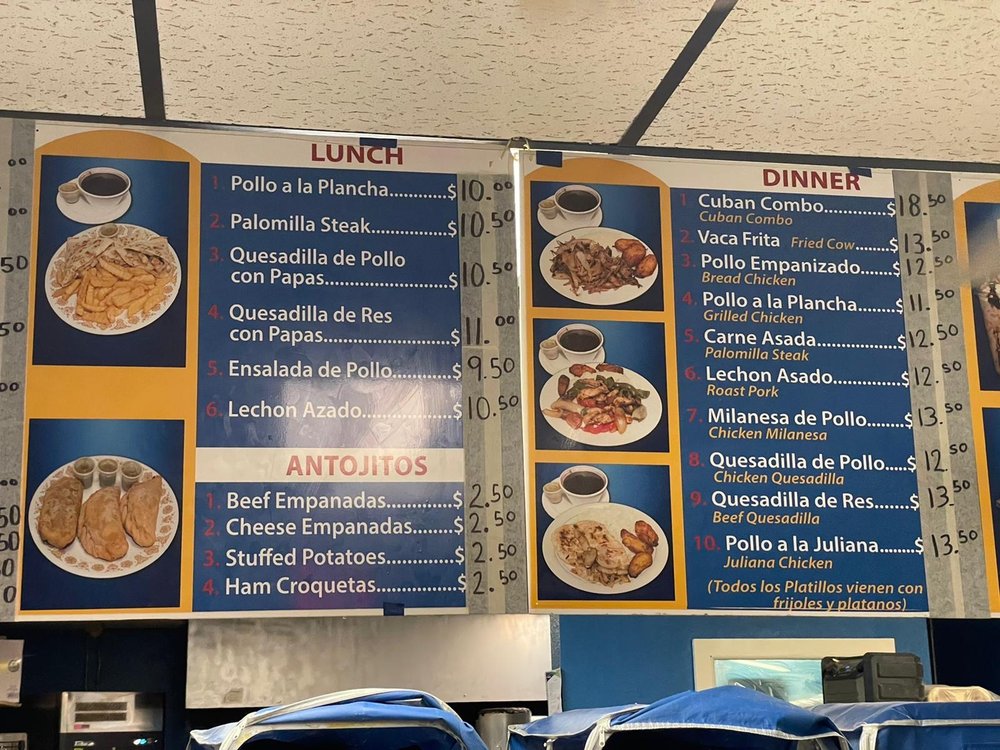 LUNCH
1. Pollo a la Plancha..........$10.00
2. Palomilla Steak.............$10.50
3. Quesadilla de Pollo
con Papas......................$10.50
4. Quesadilla de Res
con Papas......................$11.00
5. Ensalada de Pollo...........$9.50
6. Lechon Azado................$10.50
ANTOJITOS
1. Beef Empanadas..........$2.50
2. Cheese Empanadas......$2.50
3. Stuffed Potatoes..........$2.50
4. Ham Croquetas............$2.50
DINNER
1. Cuban Combo..........$18.50
Cuban Combo
2. Vaca Frita Fried Cow.......$13.50
3. Pollo Empanizado......$12.50
Bread Chicken
4. Pollo a la Plancha.......$11.50
Grilled Chicken
5. Carne Asada..............$12.50
Palomilla Steak
6. Lechon Asado............$12.50
Roast Pork
7. Milanesa de Pollo.......$13.50
Chicken Milanesa
8. Quesadilla de Pollo.....$12.50
Chicken Quesadilla
9. Quesadilla de Res.......$13.50
Beef Quesadilla
10. Pollo a la Juliana.......$13.50
Juliana Chicken
(Todos los Platillos vienen con
frijoles y platanos)